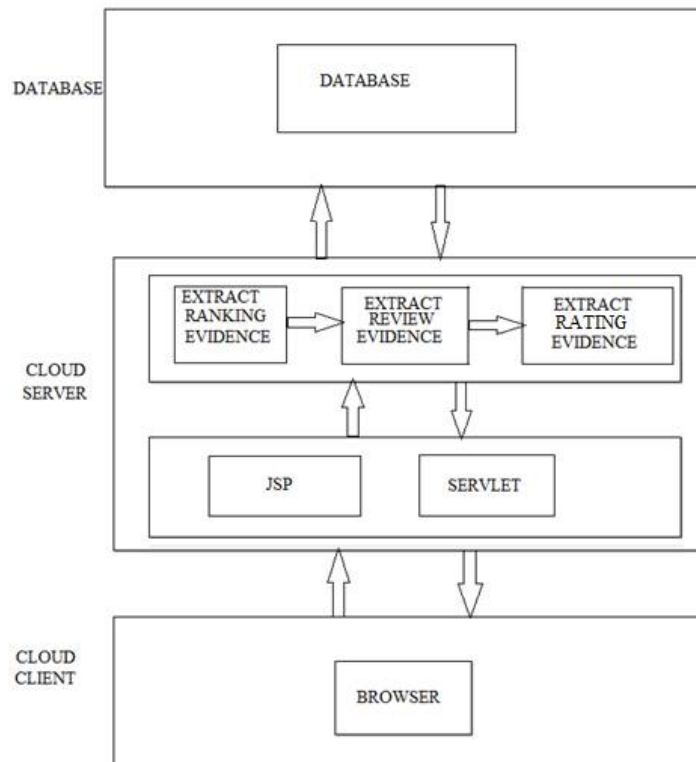 DATABASE
DATABASE
EXTRACT
RANKING
EVIDENCE
EXTRACT
REVIEW
EVIDENCE
EXTRACT
RATING
EVIDENCE
CLOUD
SERVER
JSP
SERVLET
CLOUD
CLIENT
BROWSER